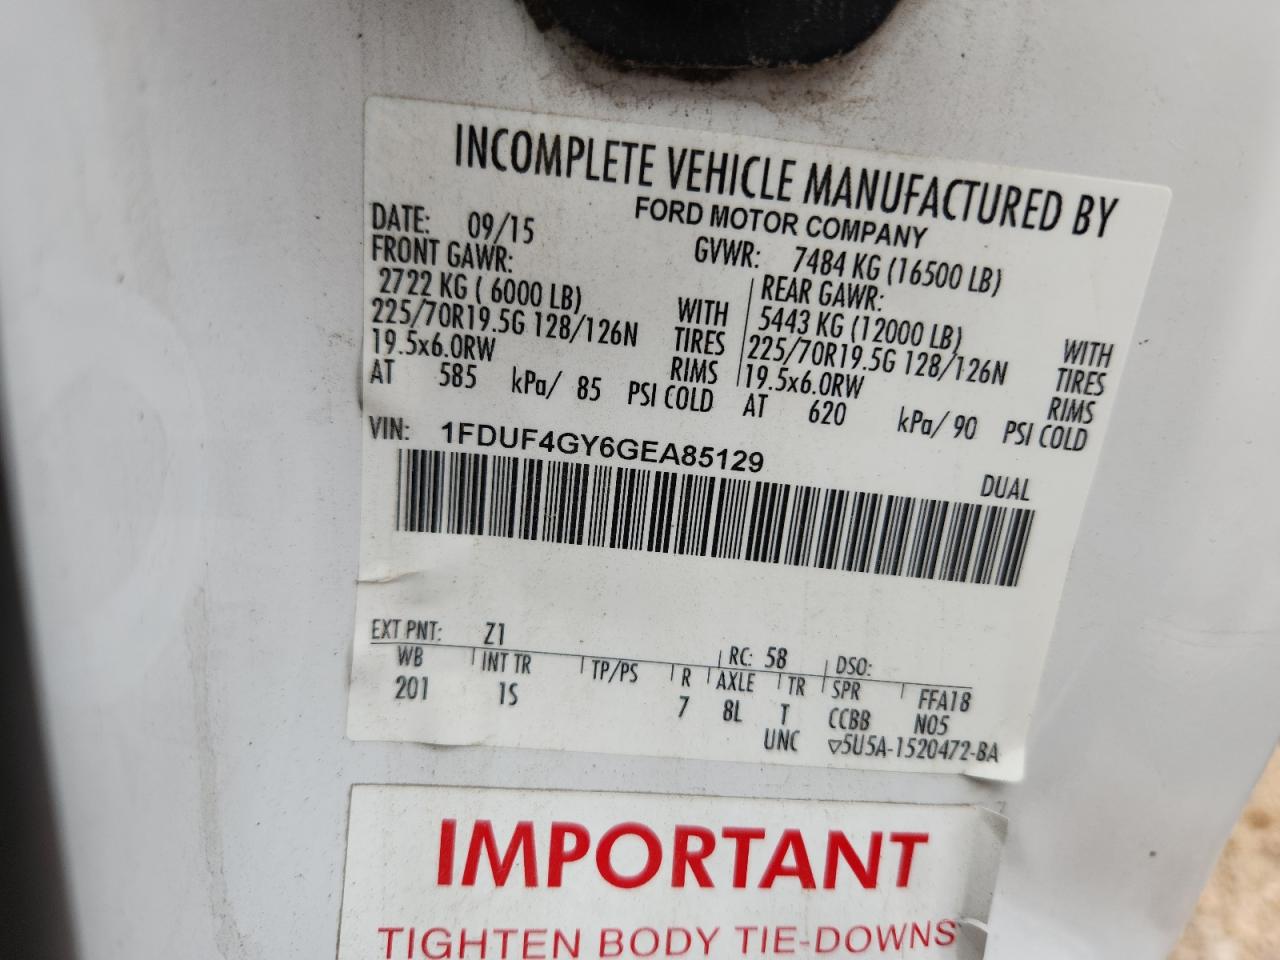 INCOMPLETE VEHICLE MANUFACTURED BY
FORD MOTOR COMPANY
DATE: 09/15 GVWR: 7484 KG (16500 LB)
FRONT GAWR: REAR GAWR:
2722 KG ( 6000 LB) WITH 5443 KG (12000 LB) WITH
225/70R19.5G 128/126N TIRES 225/70R19.5G 128/126N TIRES
19.5x6.0RW RIMS 19.5x6.0RW RIMS
AT 585 kPa/ 85 PSI COLD AT 620 kPa/ 90 PSI COLD
VIN: 1FDUF4GY6GEA85129
DUAL
EXT PNT: Z1 RC: 58 DSO:
WB INT TR TP/PS R AXLE TR SPR FFA18
201 1S 7 8L T CCBB N05
UNC ▽5U5A-1520472-BA
IMPORTANT
TIGHTEN BODY TIE-DOWNS